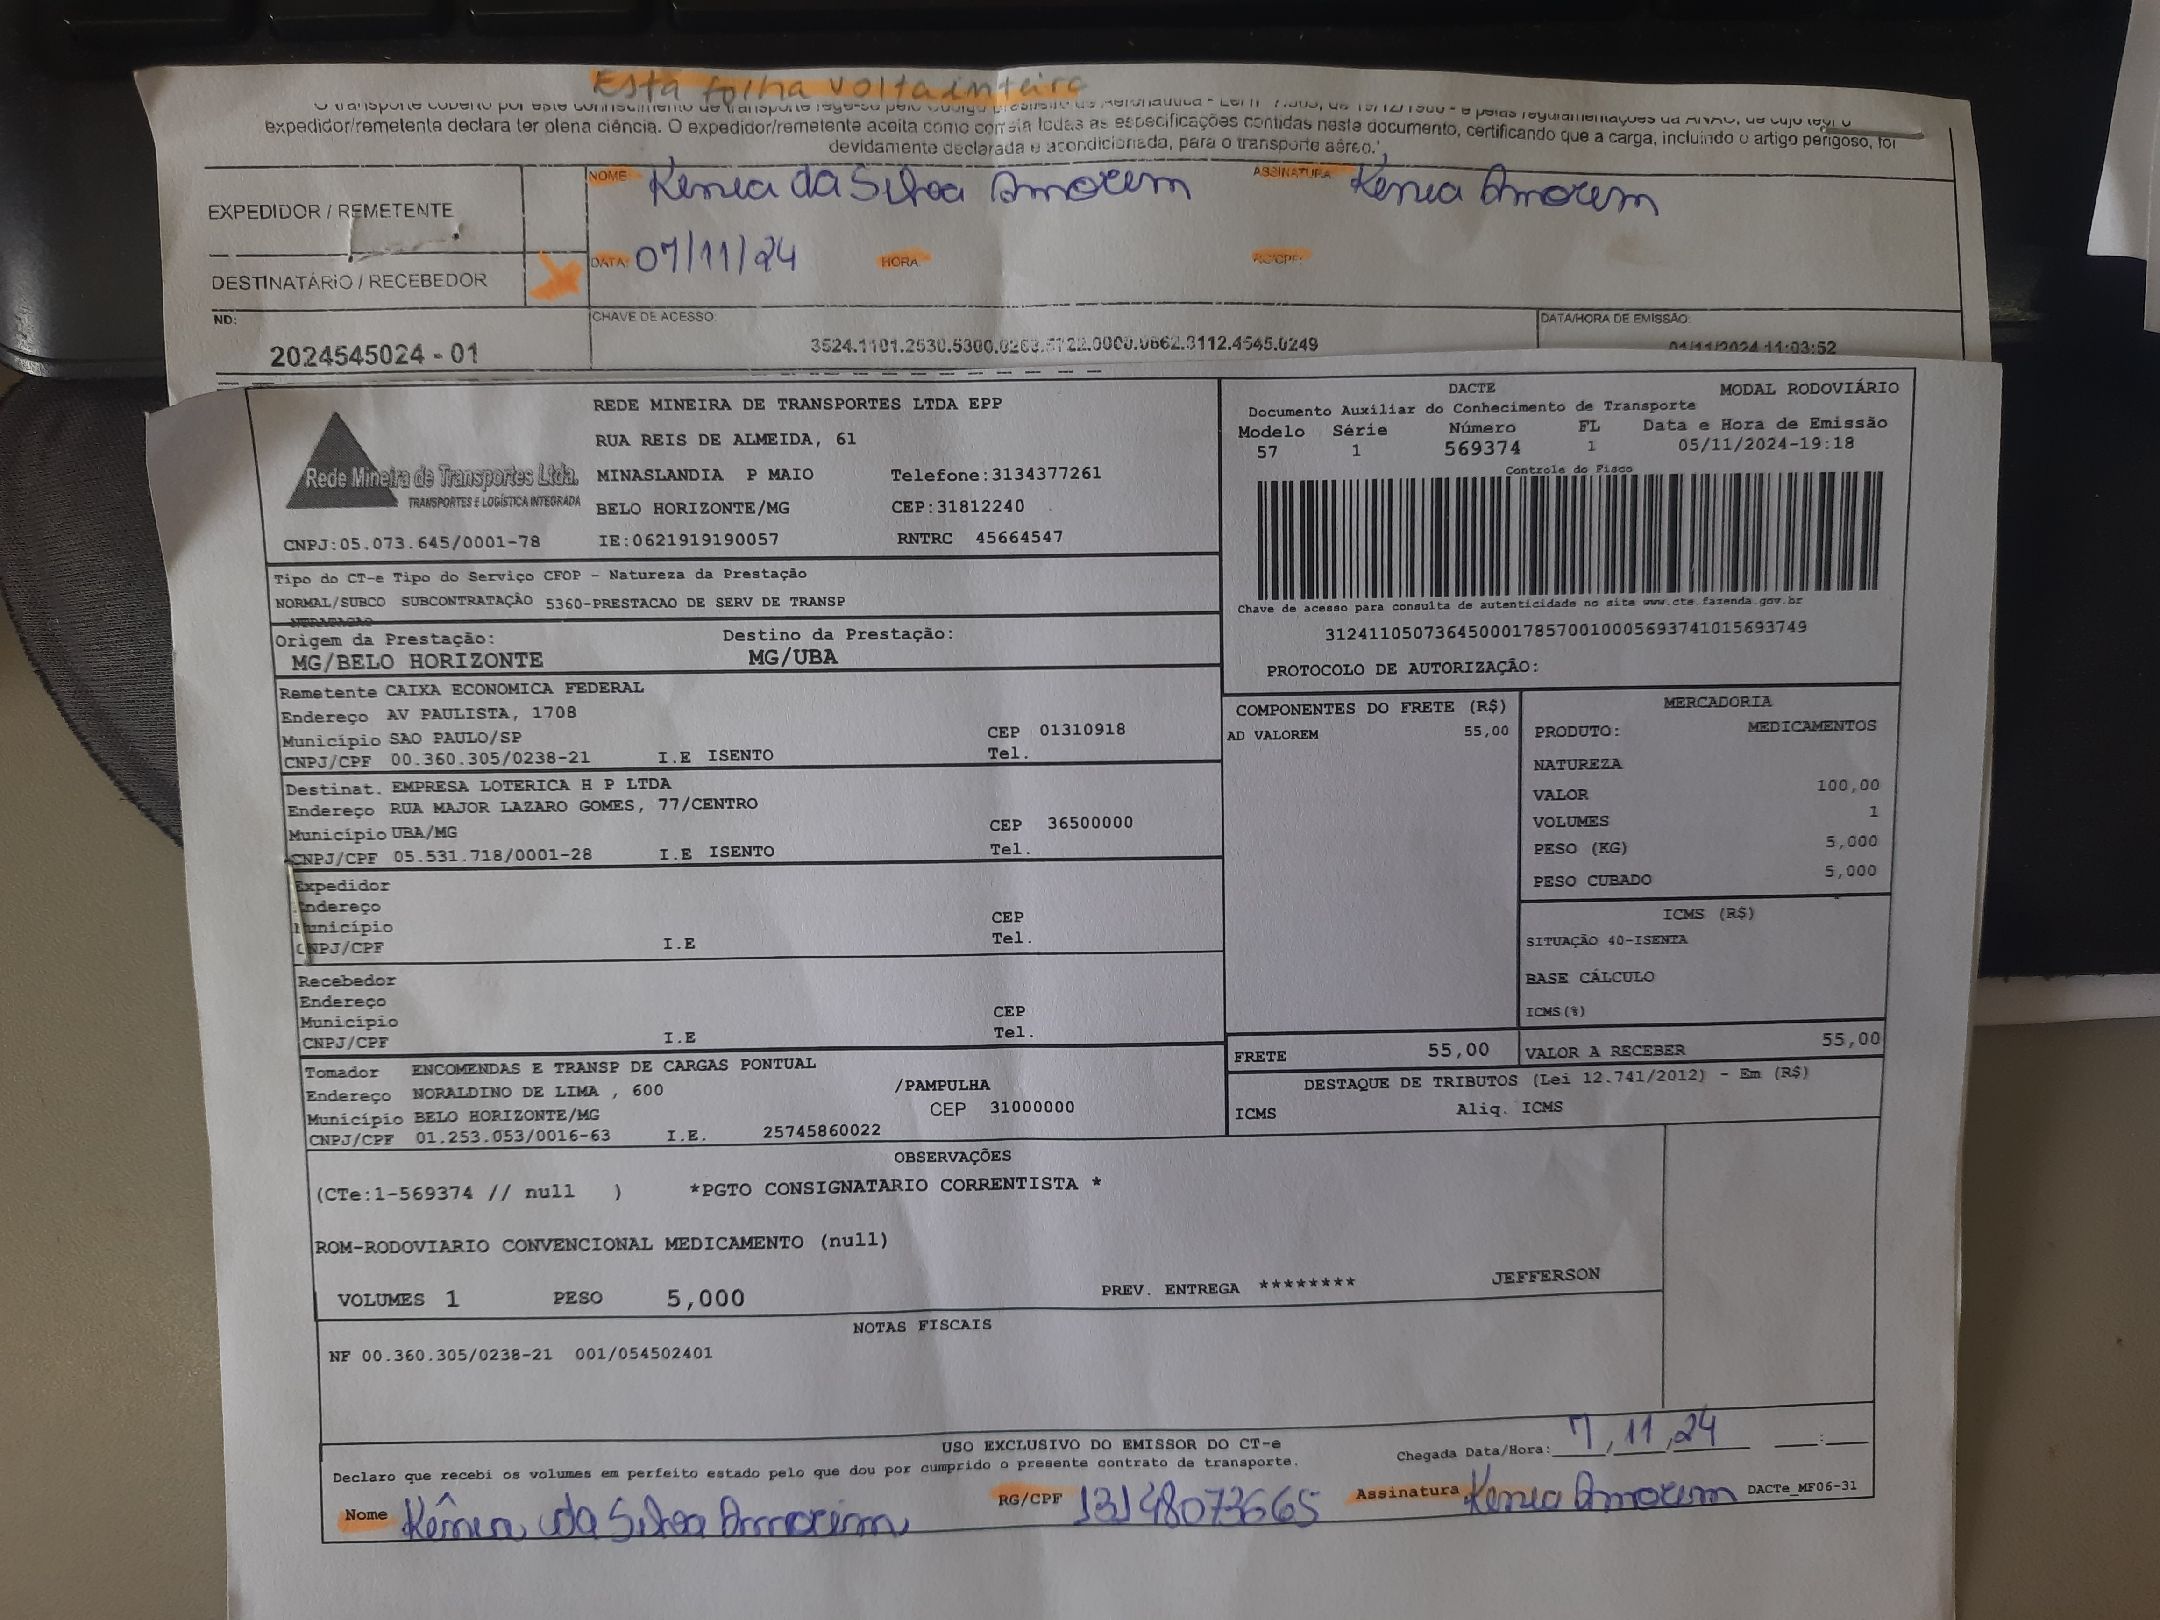 Esta folha volta inteira
expedidor/remetente declara ter plena ciência. O expedidor/remetente aceita como correta todas as especificações contidas neste documento, certificando que a carga, incluindo o artigo perigoso, foi
devidamente declarada e acondicionada, para o transporte aéreo.
EXPEDIDOR / REMETENTE
NOME: Kenia da Silva Amorim ASSINATURA: Kenia Amorim
DESTINATÁRIO / RECEBEDOR
DATA: 07/11/24 HORA: RG/CPF:
ND: 2024545024 - 01
CHAVE DE ACESSO:
DATA/HORA DE EMISSÃO:
04/11/2024 11:03:52
Rede Mineira de Transportes Ltda.
TRANSPORTES E LOGÍSTICA INTEGRADA
REDE MINEIRA DE TRANSPORTES LTDA EPP
RUA REIS DE ALMEIDA, 61
MINASLANDIA P MAIO Telefone:3134377261
BELO HORIZONTE/MG CEP:31812240
CNPJ:05.073.645/0001-78 IE:0621919190057 RNTRC 45664547
DACTE MODAL RODOVIÁRIO
Documento Auxiliar do Conhecimento de Transporte
Modelo Série Número FL Data e Hora de Emissão
57 1 569374 1 05/11/2024-19:18
Controle do Fisco
Chave de acesso para consulta de autenticidade no site www.cte.fazenda.gov.br
31241105073645000178570010005693741015693749
PROTOCOLO DE AUTORIZAÇÃO:
Tipo do CT-e Tipo do Serviço CFOP - Natureza da Prestação
NORMAL/SUBCO SUBCONTRATAÇÃO 5360-PRESTACAO DE SERV DE TRANSP
Origem da Prestação: Destino da Prestação:
MG/BELO HORIZONTE MG/UBA
Remetente CAIXA ECONOMICA FEDERAL
Endereço AV PAULISTA, 1708
Município SAO PAULO/SP CEP 01310918
CNPJ/CPF 00.360.305/0238-21 I.E ISENTO Tel.
Destinat. EMPRESA LOTERICA H P LTDA
Endereço RUA MAJOR LAZARO GOMES, 77/CENTRO
Município UBA/MG CEP 36500000
CNPJ/CPF 05.531.718/0001-28 I.E ISENTO Tel.
Expedidor
Endereço
Município CEP
CNPJ/CPF I.E Tel.
Recebedor
Endereço
Município CEP
CNPJ/CPF I.E Tel.
Tomador ENCOMENDAS E TRANSP DE CARGAS PONTUAL
Endereço NORALDINO DE LIMA , 600 /PAMPULHA
Município BELO HORIZONTE/MG CEP 31000000
CNPJ/CPF 01.253.053/0016-63 I.E. 25745860022
COMPONENTES DO FRETE (R$)
AD VALOREM 55,00
MERCADORIA
PRODUTO: MEDICAMENTOS
NATUREZA
VALOR 100,00
VOLUMES 1
PESO (KG) 5,000
PESO CUBADO 5,000
ICMS (R$)
SITUAÇÃO 40-ISENTA
BASE CÁLCULO
ICMS(%)
FRETE 55,00 VALOR A RECEBER 55,00
DESTAQUE DE TRIBUTOS (Lei 12.741/2012) - Em (R$)
ICMS Aliq. ICMS
OBSERVAÇÕES
(CTe:1-569374 // null ) *PGTO CONSIGNATARIO CORRENTISTA *
ROM-RODOVIARIO CONVENCIONAL MEDICAMENTO (null)
VOLUMES 1 PESO 5,000 PREV. ENTREGA ******** JEFFERSON
NOTAS FISCAIS
NF 00.360.305/0238-21 001/054502401
USO EXCLUSIVO DO EMISSOR DO CT-e
Chegada Data/Hora: 7/11/24 __:__
Declaro que recebi os volumes em perfeito estado pelo que dou por cumprido o presente contrato de transporte.
Nome Kênia da Silva Amorim RG/CPF 13148073665 Assinatura Kenia Amorim DACTe_MF06-31